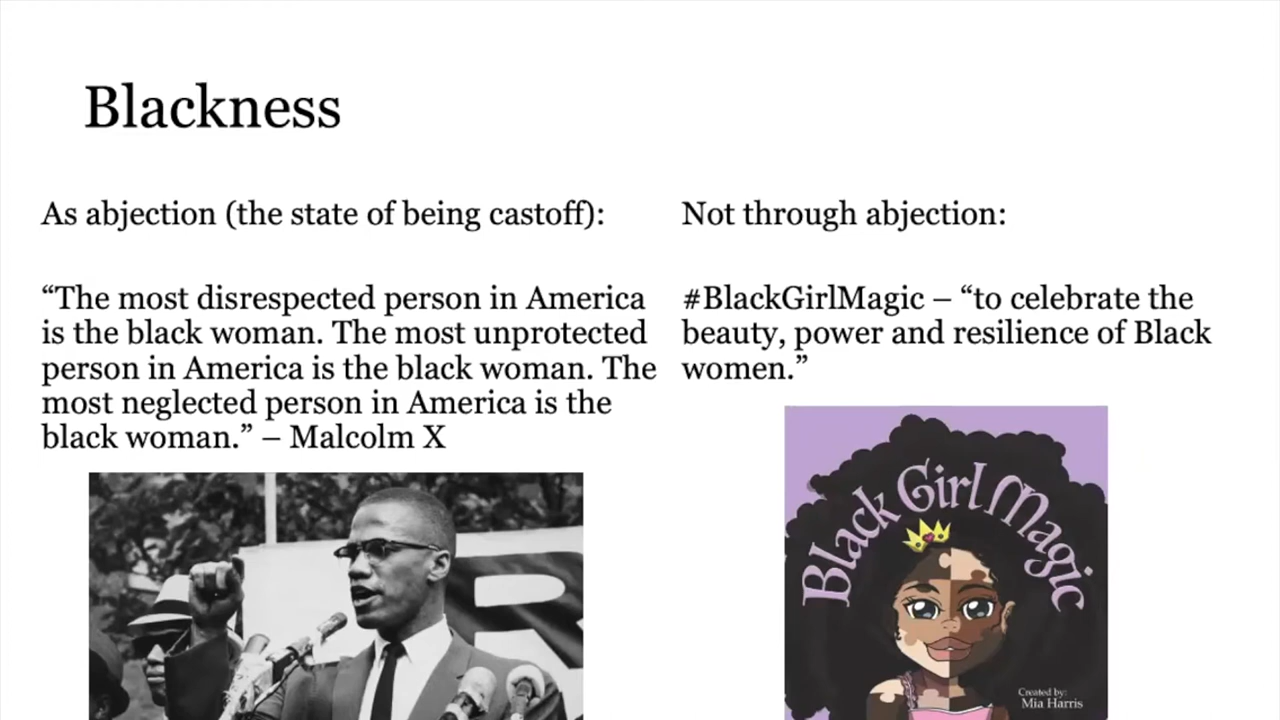 Blackness
As abjection (the state of being castoff):
“The most disrespected person in America
is the black woman. The most unprotected
person in America is the black woman. The
most neglected person in America is the
black woman.” – Malcolm X
Not through abjection:
#BlackGirlMagic – “to celebrate the
beauty, power and resilience of Black
women.”
Black Girl Magic
Created by:
Mia Harris